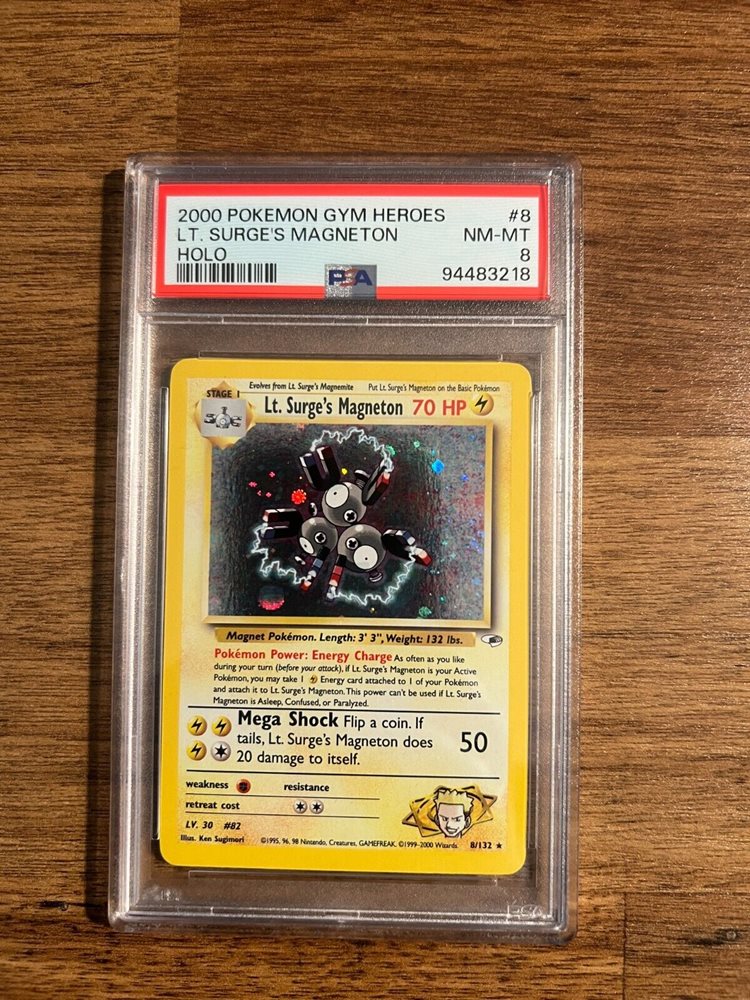 2000 POKEMON GYM HEROES #8
LT. SURGE'S MAGNETON NM-MT
HOLO 8
PSA 94483218
Evolves from Lt. Surge's Magnemite Put Lt. Surge's Magneton on the Basic Pokémon
STAGE 1
Lt. Surge's Magneton 70 HP
Magnet Pokémon. Length: 3' 3", Weight: 132 lbs.
Pokémon Power: Energy Charge As often as you like
during your turn (before your attack), if Lt. Surge's Magneton is your Active
Pokémon, you may take 1 Energy card attached to 1 of your Pokémon
and attach it to Lt. Surge's Magneton. This power can't be used if Lt. Surge's
Magneton is Asleep, Confused, or Paralyzed.
Mega Shock Flip a coin. If
tails, Lt. Surge's Magneton does
20 damage to itself.
50
weakness resistance
retreat cost
LV. 30 #82
Illus. Ken Sugimori ©1995, 96, 98 Nintendo, Creatures, GAMEFREAK. ©1999-2000 Wizards. 8/132 ★